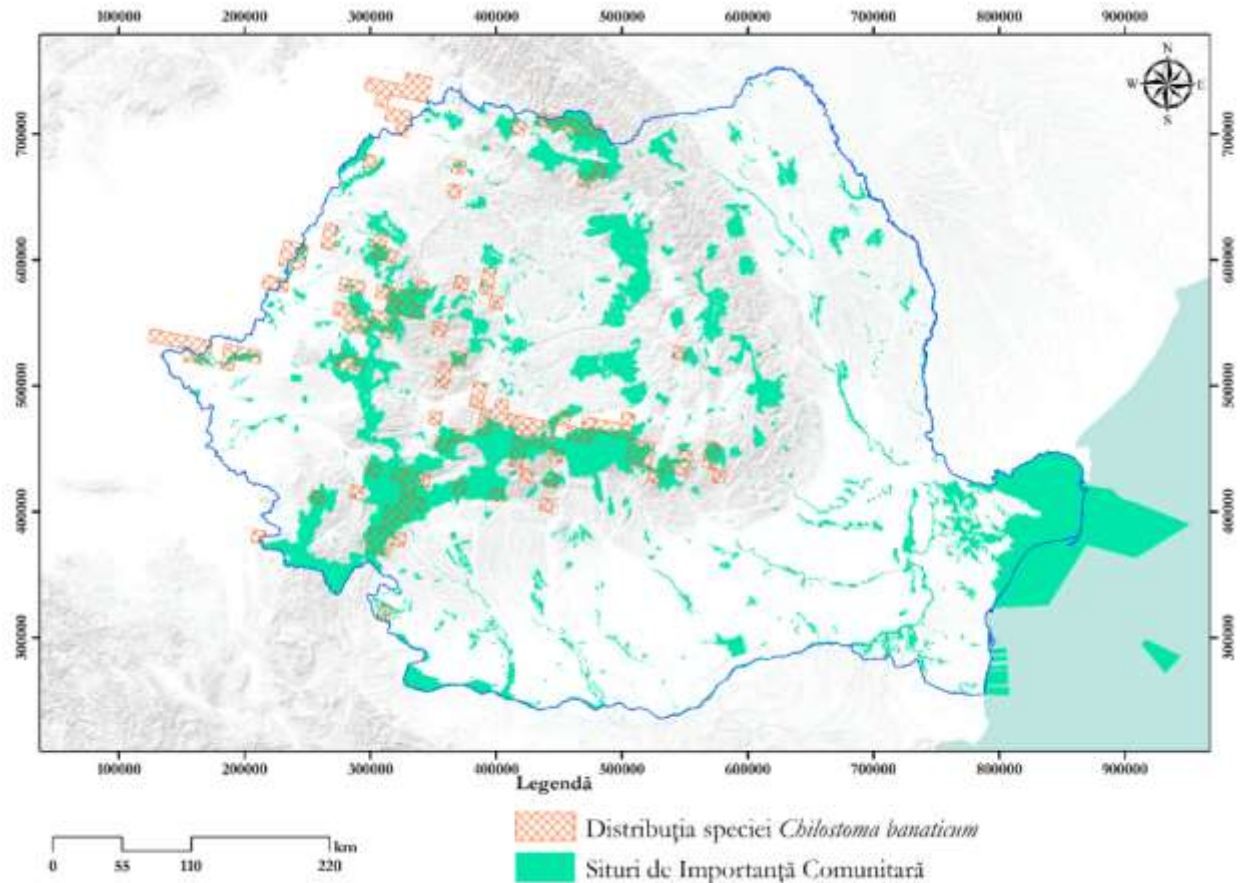 100000 200000 300000 400000 500000 600000 700000 800000 900000
N
W E
S
700000 700000
600000 600000
500000 500000
400000 400000
300000 300000
100000 200000 300000 400000 500000 600000 700000 800000 900000
Legendă
Distribuția speciei Chilostoma banaticum
km
0 55 110 220
Situri de Importanță Comunitară